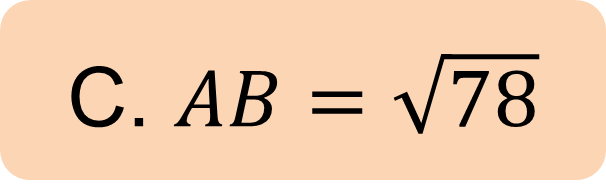 C. AB = √78